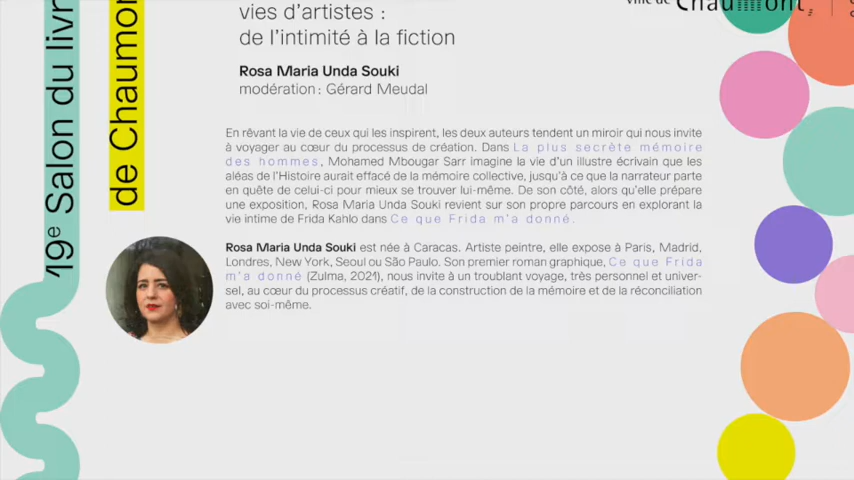 ville de Chaumont
vies d'artistes :
de l'intimité à la fiction
19e Salon du livr
de Chaumon
Rosa Maria Unda Souki
modération : Gérard Meudal
En rêvant la vie de ceux qui les inspirent, les deux auteurs tendent un miroir qui nous invite
à voyager au cœur du processus de création. Dans La plus secrète mémoire
des hommes, Mohamed Mbougar Sarr imagine la vie d'un illustre écrivain que les
aléas de l'Histoire aurait effacé de la mémoire collective, jusqu'à ce que la narrateur parte
en quête de celui-ci pour mieux se trouver lui-même. De son côté, alors qu'elle prépare
une exposition, Rosa Maria Unda Souki revient sur son propre parcours en explorant la
vie intime de Frida Kahlo dans Ce que Frida m'a donné.
Rosa Maria Unda Souki est née à Caracas. Artiste peintre, elle expose à Paris, Madrid,
Londres, New York, Seoul ou São Paulo. Son premier roman graphique, Ce que Frida
m'a donné (Zulma, 2021), nous invite à un troublant voyage, très personnel et univer-
sel, au cœur du processus créatif, de la construction de la mémoire et de la réconciliation
avec soi-même.